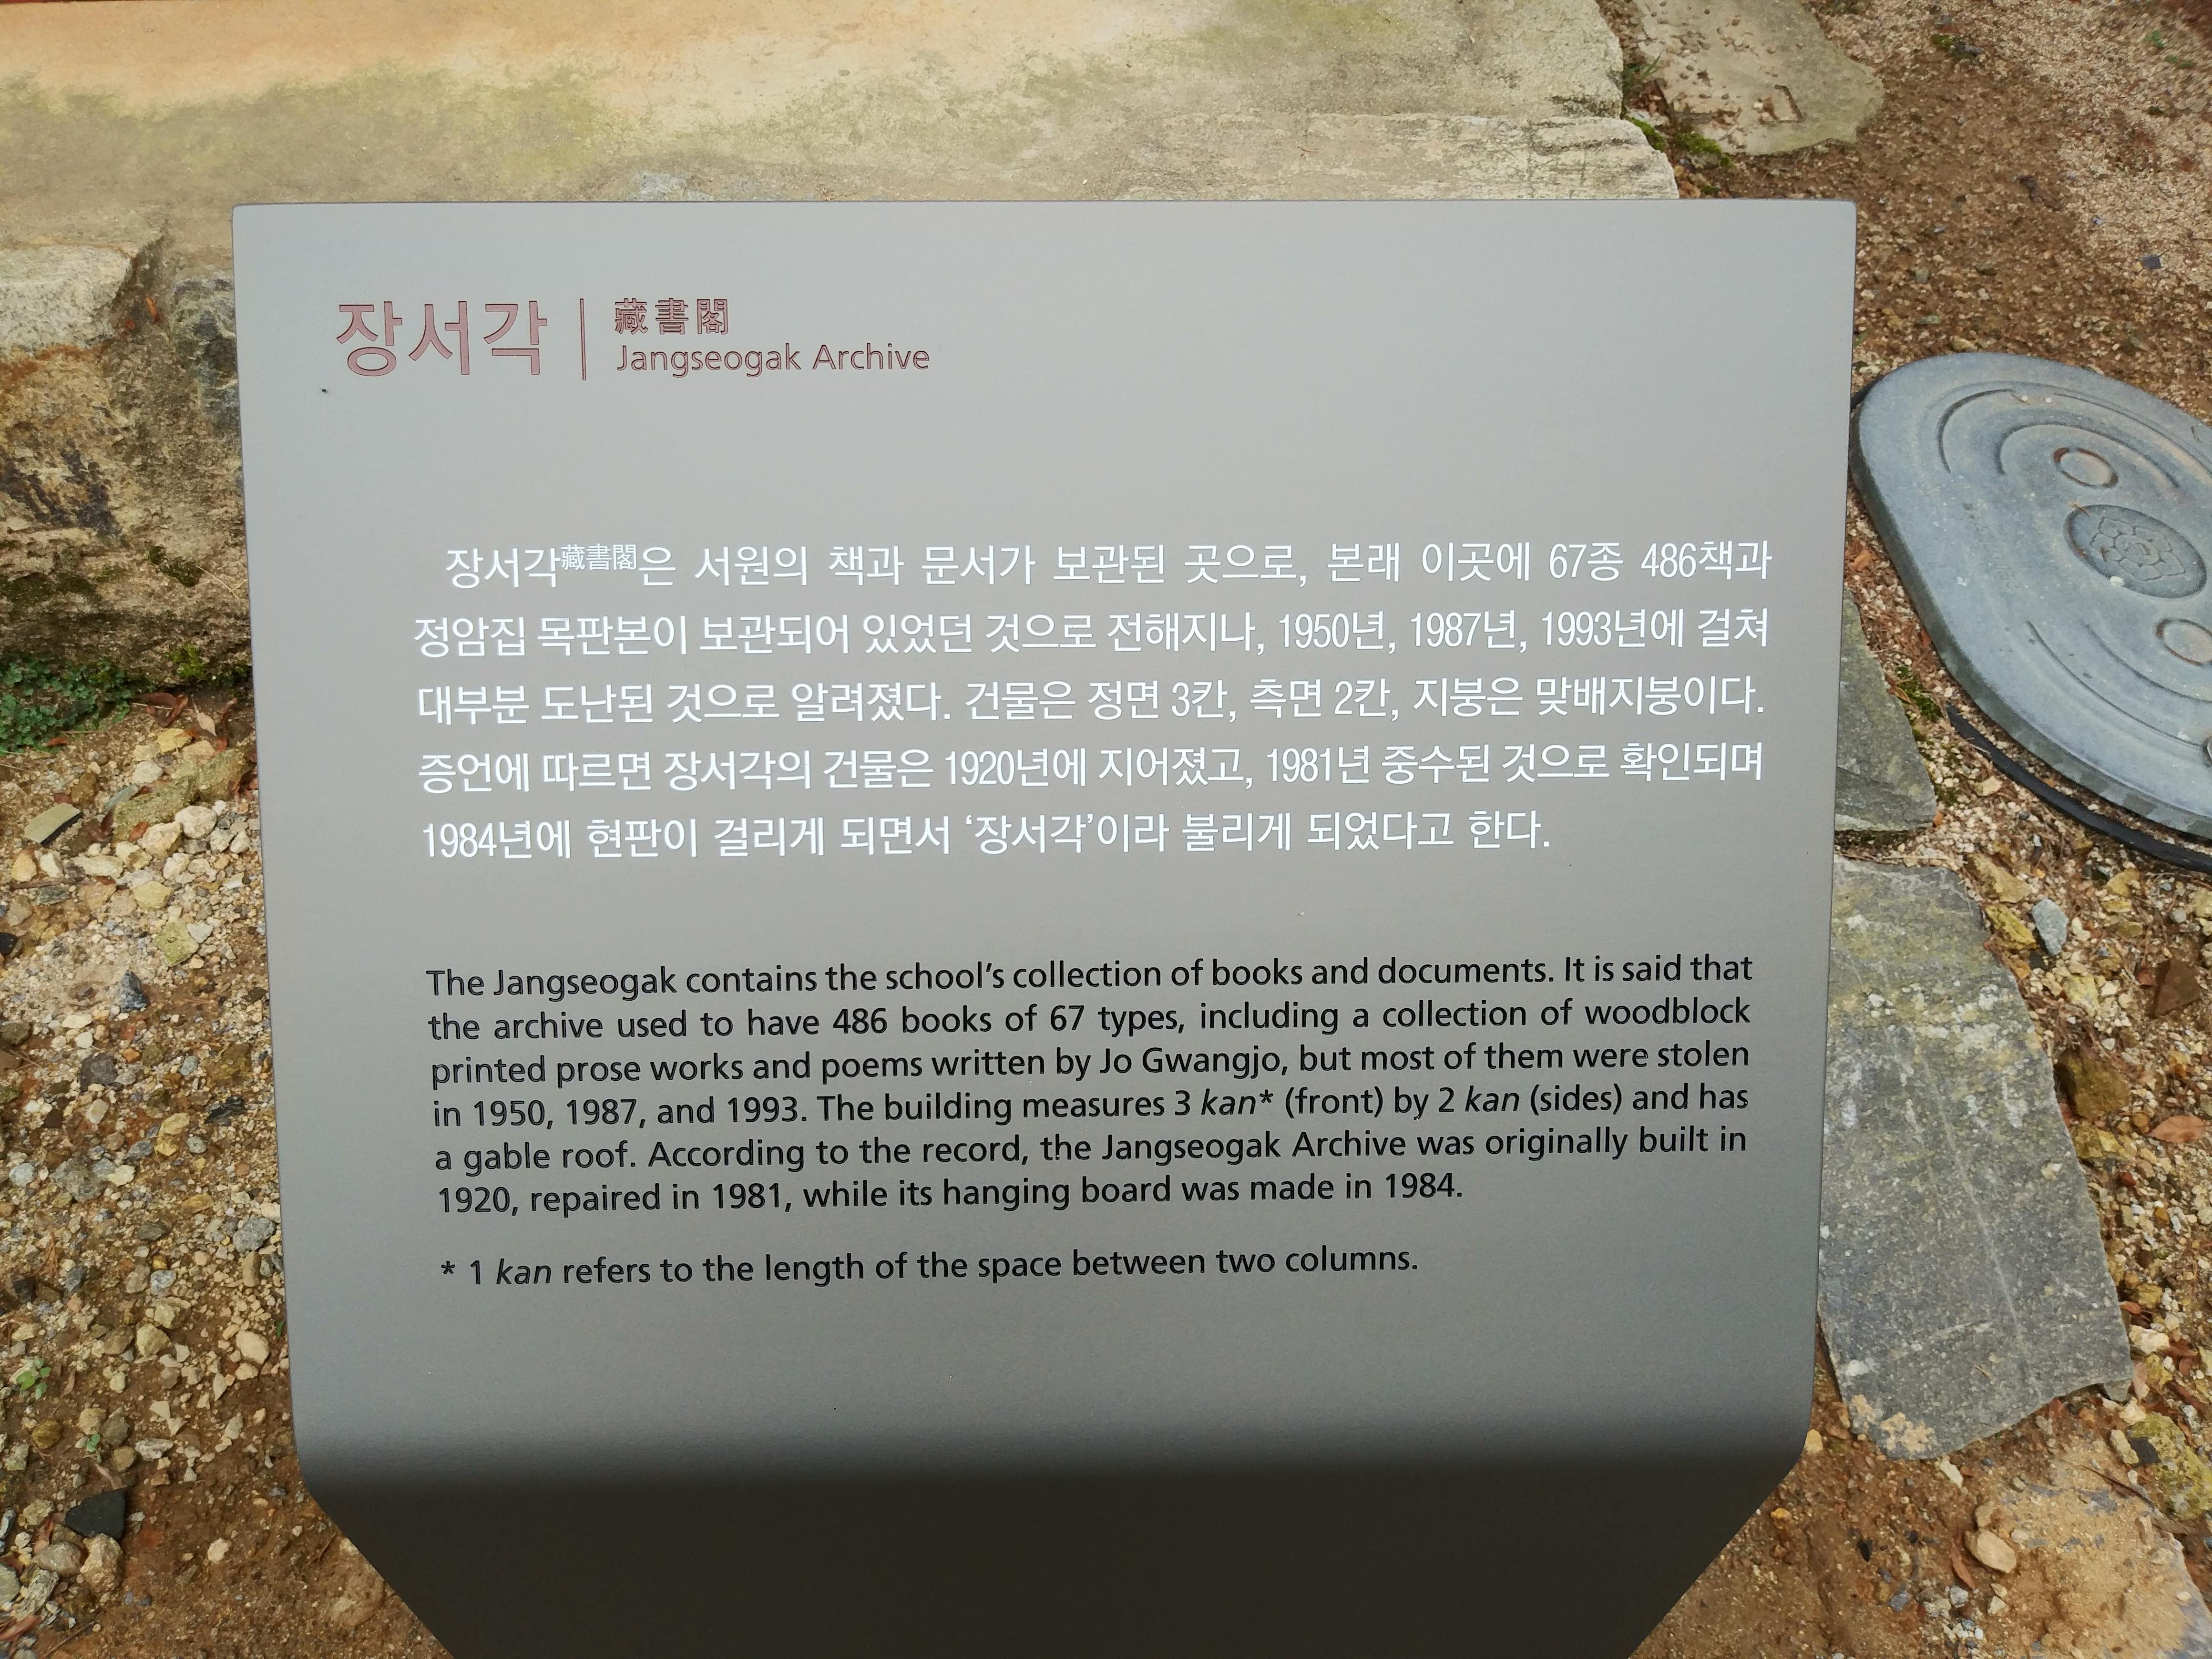 장서각
藏書閣
Jangseogak Archive
장서각藏書閣은 서원의 책과 문서가 보관된 곳으로, 본래 이곳에 67종 486책과
정암집 목판본이 보관되어 있었던 것으로 전해지나, 1950년, 1987년, 1993년에 걸쳐
대부분 도난된 것으로 알려졌다. 건물은 정면 3칸, 측면 2칸, 지붕은 맞배지붕이다.
증언에 따르면 장서각의 건물은 1920년에 지어졌고, 1981년 중수된 것으로 확인되며
1984년에 현판이 걸리게 되면서 ‘장서각’이라 불리게 되었다고 한다.
The Jangseogak contains the school’s collection of books and documents. It is said that
the archive used to have 486 books of 67 types, including a collection of woodblock
printed prose works and poems written by Jo Gwangjo, but most of them were stolen
in 1950, 1987, and 1993. The building measures 3 kan* (front) by 2 kan (sides) and has
a gable roof. According to the record, the Jangseogak Archive was originally built in
1920, repaired in 1981, while its hanging board was made in 1984.
* 1 kan refers to the length of the space between two columns.